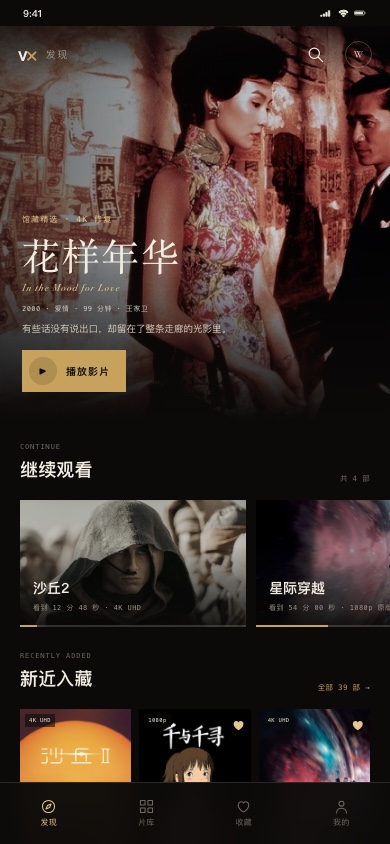 9:41
VX 发现
W
馆藏精选 · 4K 修复
花样年华
In the Mood for Love
2000 · 爱情 · 99 分钟 · 王家卫
有些话没有说出口，却留在了整条走廊的光影里。
播放影片
CONTINUE
继续观看
共 4 部
沙丘2
看到 12 分 48 秒 · 4K UHD
星际穿越
看到 54 分 00 秒 · 1080p
RECENTLY ADDED
新近入藏
全部 39 部 →
4K UHD
沙丘 II
1080p
千与千寻
4K UHD
发现
片库
收藏
我的